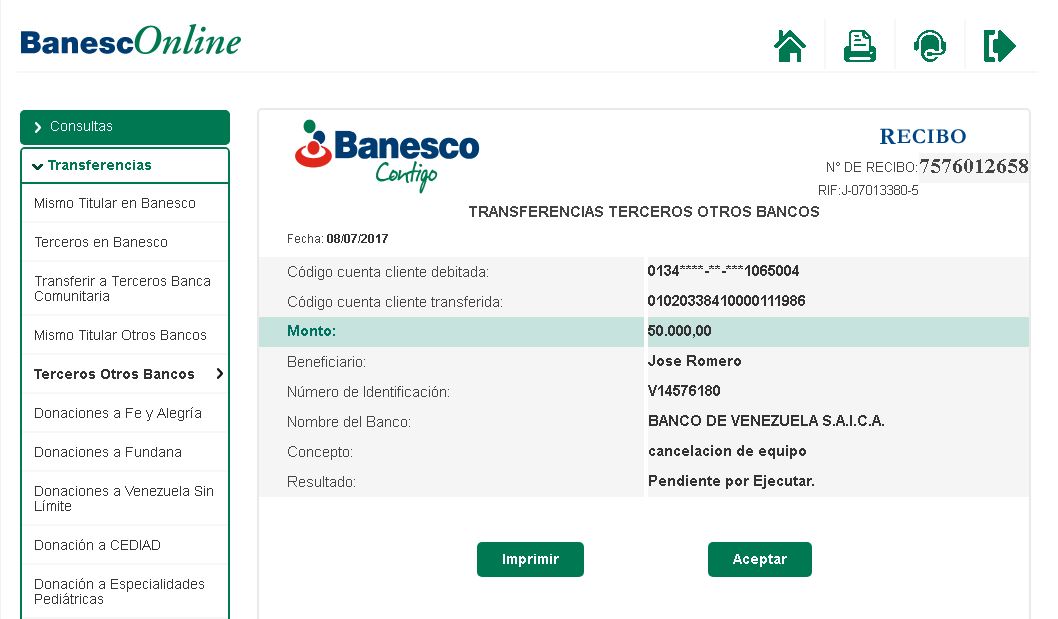 BanescOnline
Consultas
Transferencias
Mismo Titular en Banesco
Terceros en Banesco
Transferir a Terceros Banca
Comunitaria
Mismo Titular Otros Bancos
Terceros Otros Bancos
Donaciones a Fe y Alegría
Donaciones a Fundana
Donaciones a Venezuela Sin
Límite
Donación a CEDIAD
Donación a Especialidades
Pediátricas
Banesco
Contigo
RECIBO
N° DE RECIBO: 7576012658
RIF:J-07013380-5
TRANSFERENCIAS TERCEROS OTROS BANCOS
Fecha: 08/07/2017
Código cuenta cliente debitada: 0134****-**-***1065004
Código cuenta cliente transferida: 01020338410000111986
Monto: 50.000,00
Beneficiario: Jose Romero
Número de Identificación: V14576180
Nombre del Banco: BANCO DE VENEZUELA S.A.I.C.A.
Concepto: cancelacion de equipo
Resultado: Pendiente por Ejecutar.
Imprimir
Aceptar